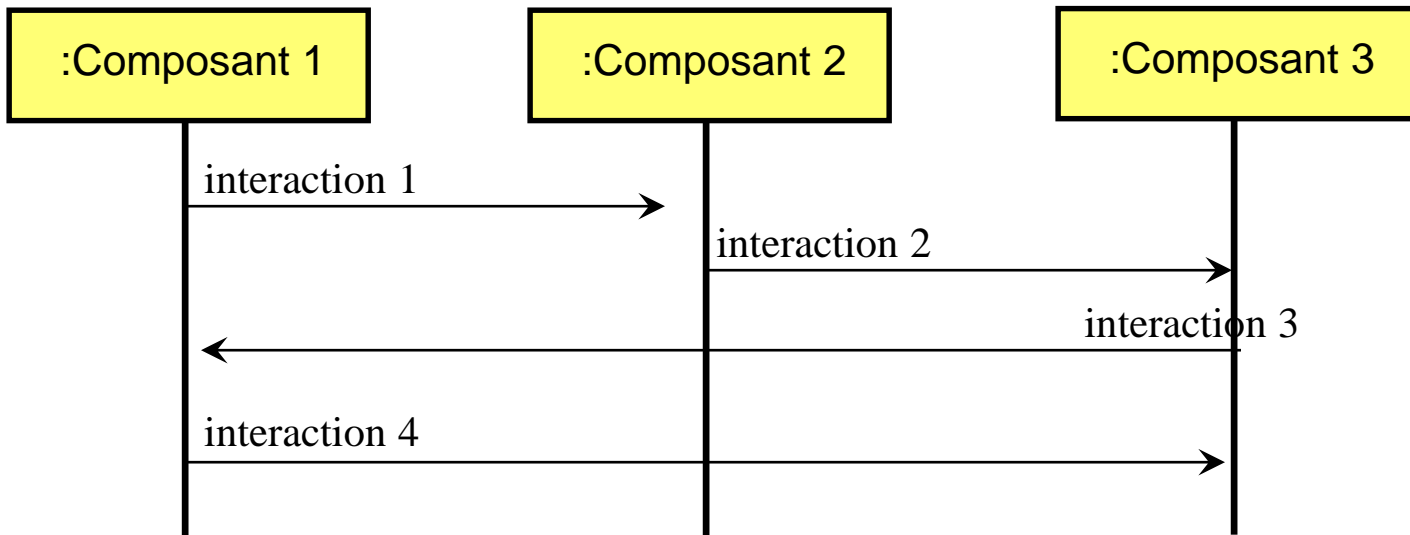 :Composant 1
:Composant 2
:Composant 3
interaction 1
interaction 2
interaction 3
interaction 4